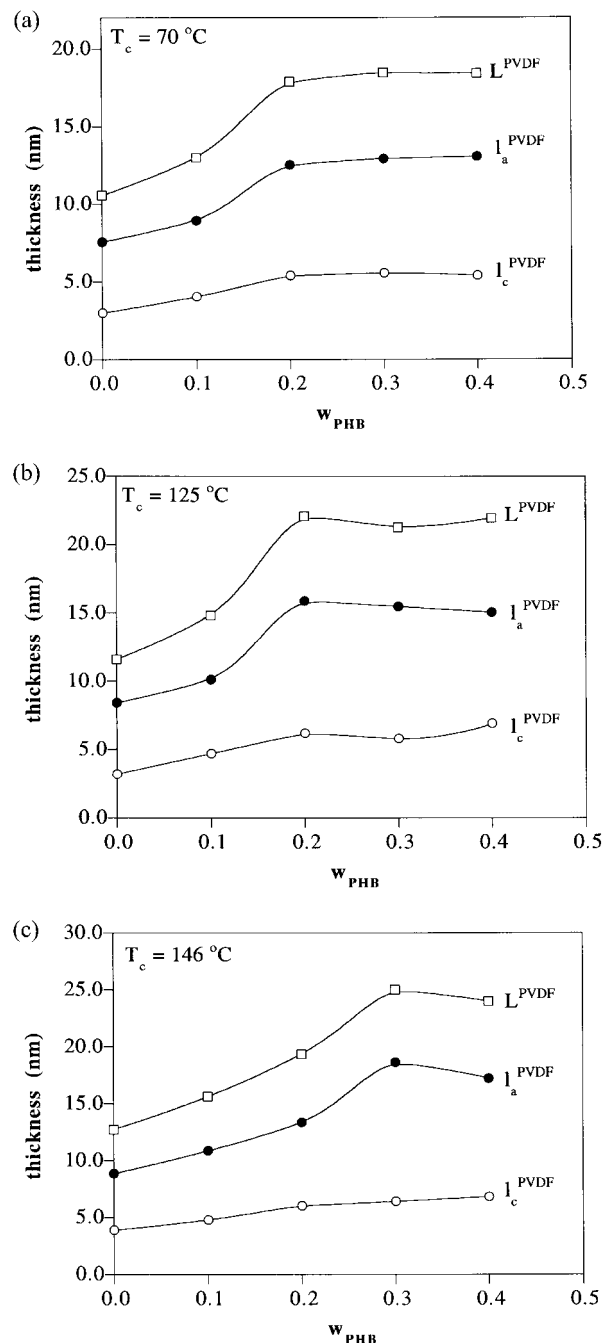 (a)
T_c = 70 °C
20.0
15.0
10.0
5.0
0.0
thickness (nm)
L^PVDF
l_a^PVDF
l_c^PVDF
0.0 0.1 0.2 0.3 0.4 0.5
w_PHB
(b)
T_c = 125 °C
25.0
20.0
15.0
10.0
5.0
0.0
thickness (nm)
L^PVDF
l_a^PVDF
l_c^PVDF
0.0 0.1 0.2 0.3 0.4 0.5
w_PHB
(c)
T_c = 146 °C
30.0
25.0
20.0
15.0
10.0
5.0
0.0
thickness (nm)
L^PVDF
l_a^PVDF
l_c^PVDF
0.0 0.1 0.2 0.3 0.4 0.5
w_PHB